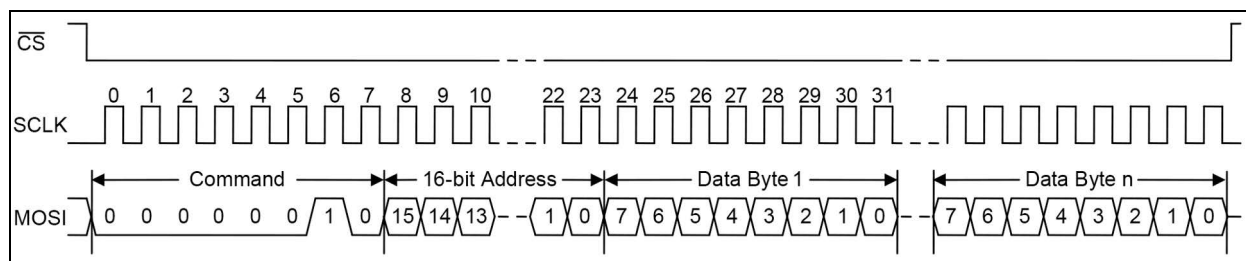 CS
0 1 2 3 4 5 6 7 8 9 10 22 23 24 25 26 27 28 29 30 31
SCLK
Command 16-bit Address Data Byte 1 Data Byte n
MOSI 0 0 0 0 0 0 1 0 15 14 13 1 0 7 6 5 4 3 2 1 0 7 6 5 4 3 2 1 0